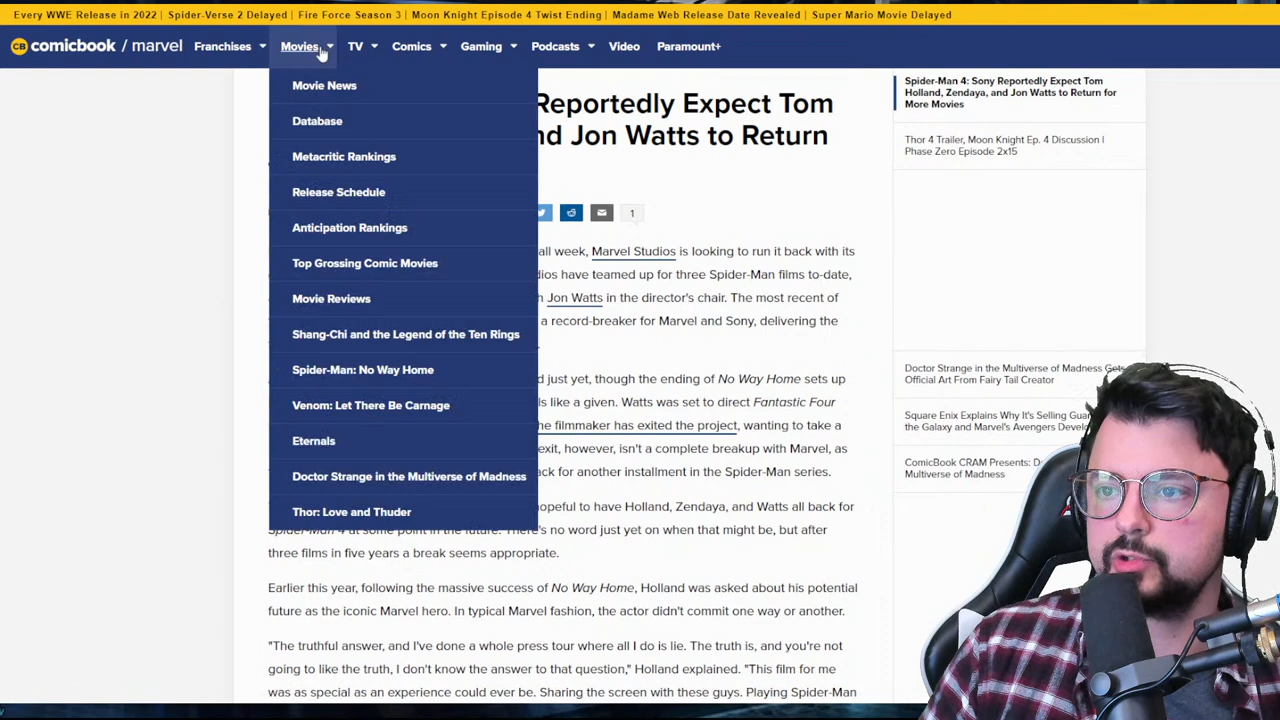 Every WWE Release in 2022 | Spider-Verse 2 Delayed | Fire Force Season 3 | Moon Knight Episode 4 Twist Ending | Madame Web Release Date Revealed | Super Mario Movie Delayed
CB comicbook / marvel Franchises Movies TV Comics Gaming Podcasts Video Paramount+
Movie News
Database
Metacritic Rankings
Release Schedule
Anticipation Rankings
Top Grossing Comic Movies
Movie Reviews
Shang-Chi and the Legend of the Ten Rings
Spider-Man: No Way Home
Venom: Let There Be Carnage
Eternals
Doctor Strange in the Multiverse of Madness
Thor: Love and Thuder
Reportedly Expect Tom
nd Jon Watts to Return
1
all week, Marvel Studios is looking to run it back with its
dios have teamed up for three Spider-Man films to-date,
h Jon Watts in the director's chair. The most recent of
a record-breaker for Marvel and Sony, delivering the
d just yet, though the ending of No Way Home sets up
ls like a given. Watts was set to direct Fantastic Four
he filmmaker has exited the project, wanting to take a
exit, however, isn't a complete breakup with Marvel, as
ack for another installment in the Spider-Man series.
hopeful to have Holland, Zendaya, and Watts all back for
Spider-Man 4 at some point in the future. There's no word just yet on when that might be, but after
three films in five years a break seems appropriate.
Earlier this year, following the massive success of No Way Home, Holland was asked about his potential
future as the iconic Marvel hero. In typical Marvel fashion, the actor didn't commit one way or another.
"The truthful answer, and I've done a whole press tour where all I do is lie. The truth is, and you're not
going to like the truth, I don't know the answer to that question," Holland explained. "This film for me
was as special as an experience could ever be. Sharing the screen with these guys. Playing Spider-Man
Spider-Man 4: Sony Reportedly Expect Tom
Holland, Zendaya, and Jon Watts to Return for
More Movies
Thor 4 Trailer, Moon Knight Ep. 4 Discussion |
Phase Zero Episode 2x15
Doctor Strange in the Multiverse of Madness Gets
Official Art From Fairy Tail Creator
Square Enix Explains Why It's Selling Gua
the Galaxy and Marvel's Avengers Develo
ComicBook CRAM Presents: D
Multiverse of Madness